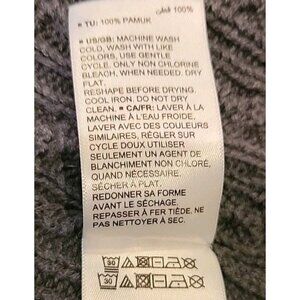 قطن 100%
■ TU: 100% PAMUK
■ US/GB: MACHINE WASH
COLD, WASH WITH LIKE
COLORS, USE GENTLE
CYCLE, ONLY NON CHLORINE
BLEACH, WHEN NEEDED. DRY
FLAT.
RESHAPE BEFORE DRYING.
COOL IRON. DO NOT DRY
CLEAN. ■ CA/FR: LAVER À LA
MACHINE À L'EAU FROIDE,
LAVER AVEC DES COULEURS
SIMILAIRES, RÉGLER SUR
CYCLE DOUX UTILISER
SEULEMENT UN AGENT DE
BLANCHIMENT NON CHLORÉ,
QUAND NÉCESSAIRE.
SÉCHER À PLAT.
REDONNER SA FORME
AVANT LE SÉCHAGE.
REPASSER À FER TIÈDE. NE
PAS NETTOYER À SEC.
30
30